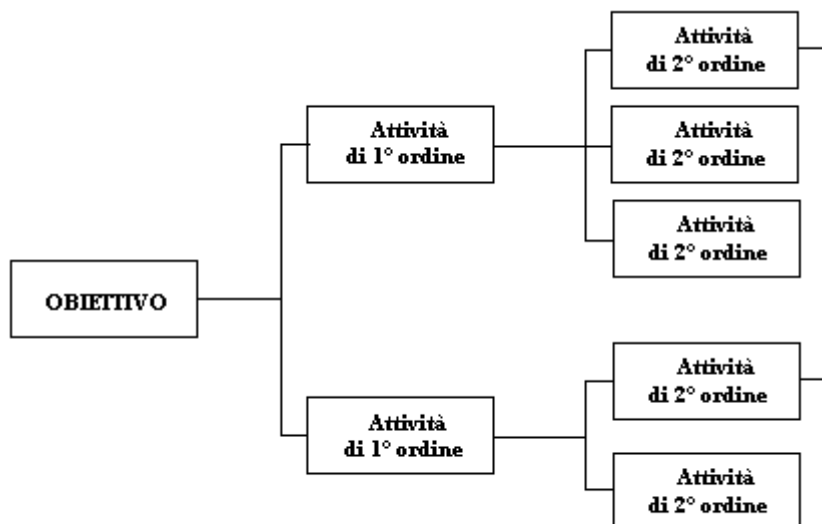 Attività
di 2° ordine
Attività
di 1° ordine
Attività
di 2° ordine
Attività
di 2° ordine
OBIETTIVO
Attività
di 2° ordine
Attività
di 1° ordine
Attività
di 2° ordine